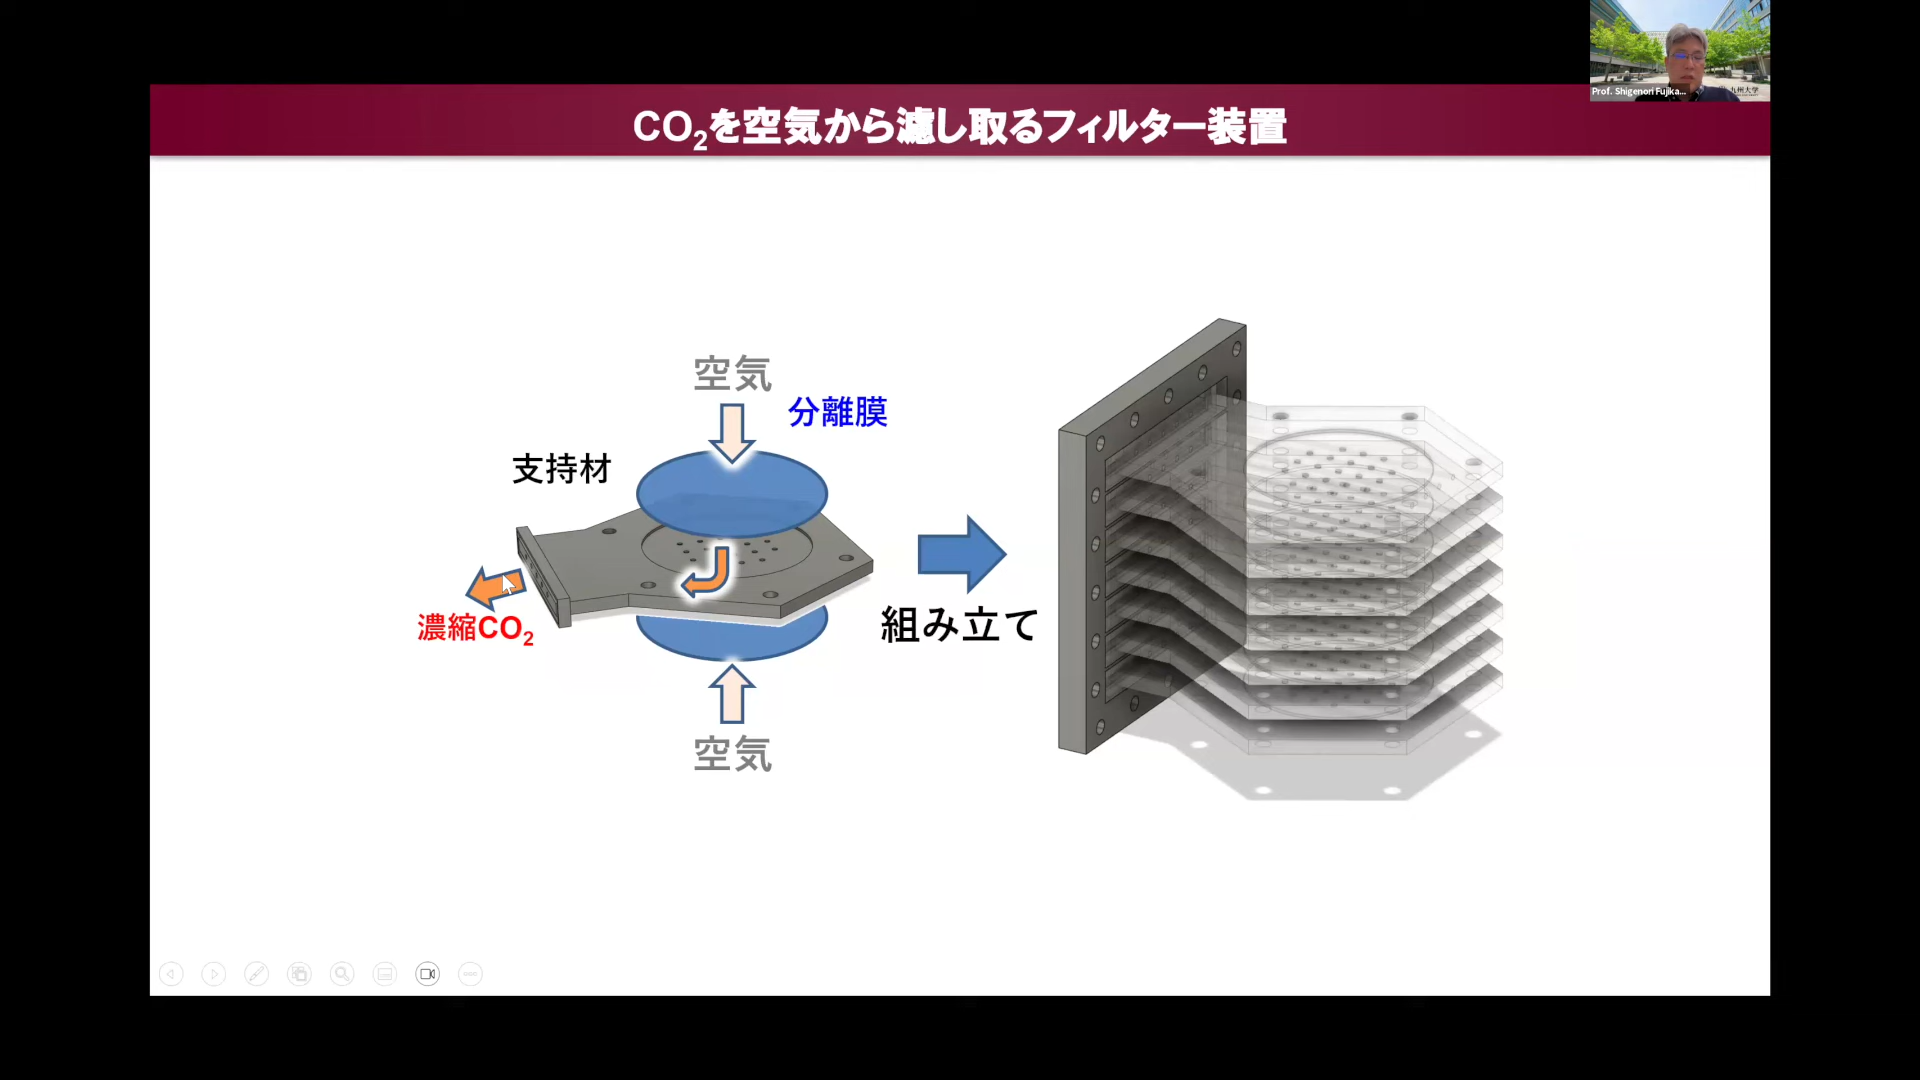 Prof. Shigenori Fujika...
九州大学
CO₂を空気から濾し取るフィルター装置
空気
分離膜
支持材
濃縮CO₂
組み立て
空気